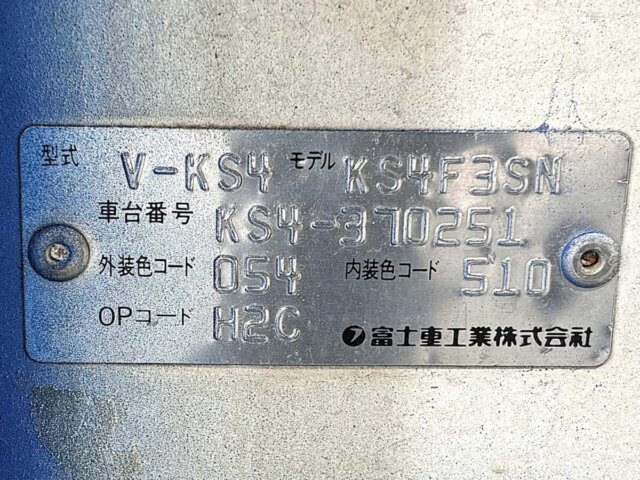 型式 V-KS4 モデル KS4F3SN
車台番号 KS4-370251
外装色コード 054 内装色コード 510
OPコード H2C
富士重工業株式会社